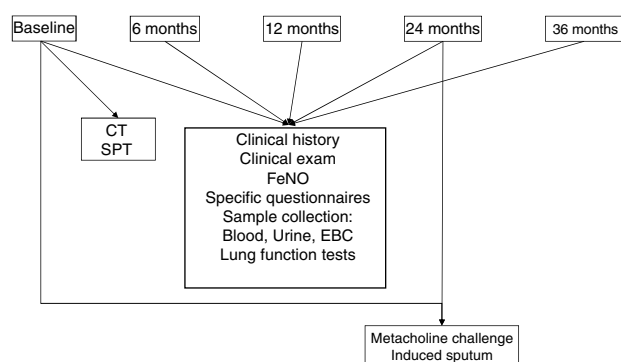 Baseline
6 months
12 months
24 months
36 months
CT
SPT
Clinical history
Clinical exam
FeNO
Specific questionnaires
Sample collection:
Blood, Urine, EBC
Lung function tests
Metacholine challenge
Induced sputum